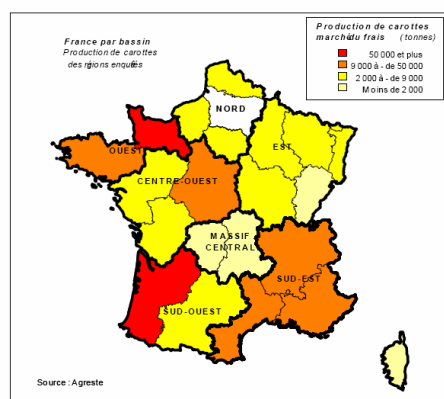 France par bassin
Production de carottes
des régions enquêtés
Production de carottes
marché du frais (tonnes)
50 000 et plus
9 000 à - de 50 000
2 000 à - de 9 000
Moins de 2 000
NORD
OUEST
EST
CENTRE-OUEST
MASSIF
CENTRAL
SUD-EST
SUD-OUEST
Source : Agreste